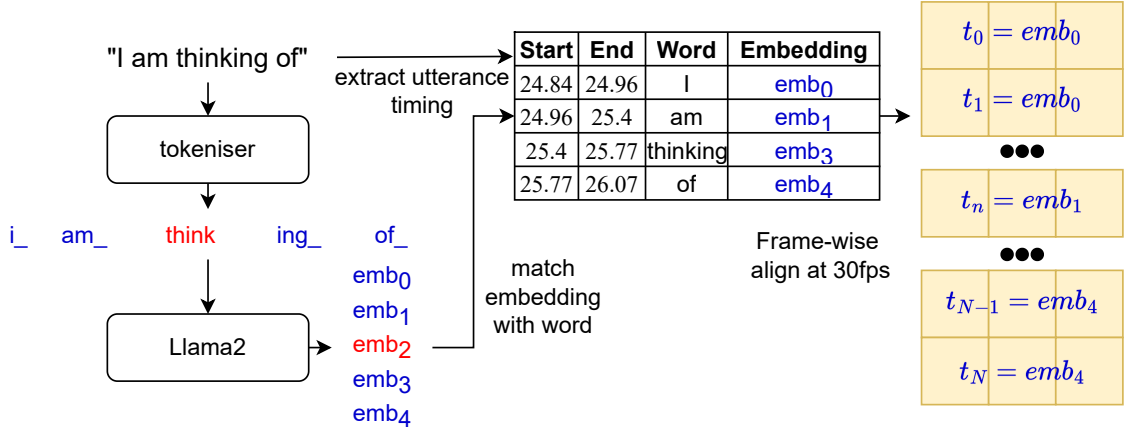 "I am thinking of"
extract utterance
timing
tokeniser
i_ am_ think ing_ of_
Llama2
emb0
emb1
emb2
emb3
emb4
match
embedding
with word
Start End Word Embedding
24.84 24.96 I emb0
24.96 25.4 am emb1
25.4 25.77 thinking emb3
25.77 26.07 of emb4
Frame-wise
align at 30fps
t0 = emb0
t1 = emb0
tn = emb1
tN−1 = emb4
tN = emb4